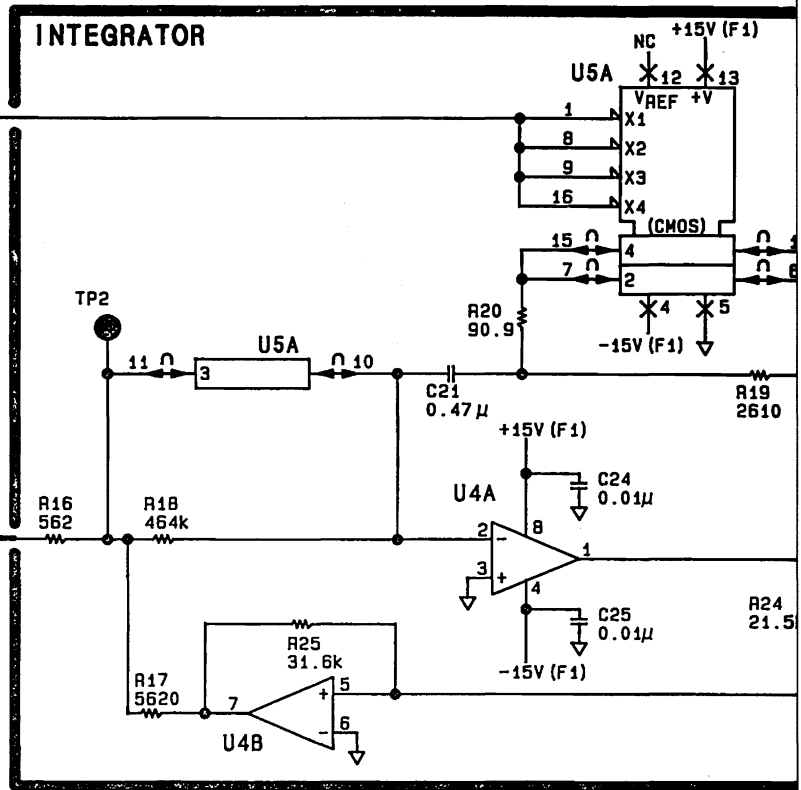 INTEGRATOR
+15V (F1)
NC
U5A
12
13
VREF +V
1
X1
8
X2
9
X3
16
X4
(CMOS)
15
∩
4
∩
1
7
∩
2
∩
TP2
R20
90.9
4
5
-15V (F1)
U5A
11
∩
3
∩
10
C21
0.47μ
R19
2610
+15V (F1)
C24
0.01μ
U4A
R16
562
R18
464k
2
-
8
1
3
+
4
R24
21.5
C25
0.01μ
R25
31.6k
-15V (F1)
R17
5620
7
+
5
-
6
U4B